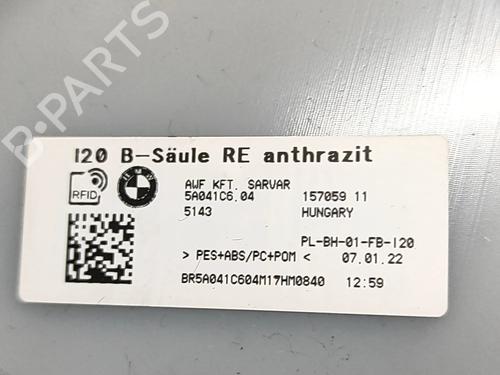 I20 B-Säule RE anthrazit
RFID
BMW
AWF KFT. SARVAR
5A041C6.04 157059 11
5143 HUNGARY
PL-BH-01-FB-I20
> PES+ABS/PC+POM < 07.01.22
BR5A041C604M17HM0840 12:59
B-PARTS